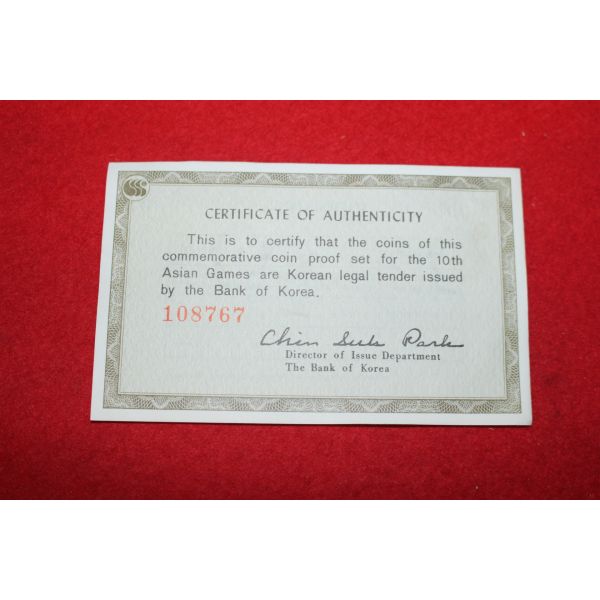 CERTIFICATE OF AUTHENTICITY
This is to certify that the coins of this
commemorative coin proof set for the 10th
Asian Games are Korean legal tender issued
by the Bank of Korea.
108767
Chin Suk Park
Director of Issue Department
The Bank of Korea